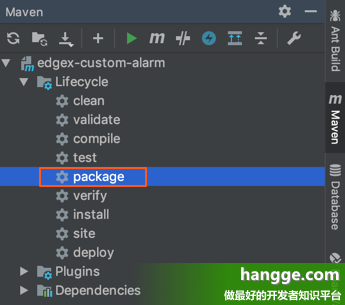 Maven
edgex-custom-alarm
Lifecycle
clean
validate
compile
test
package
verify
install
site
deploy
Plugins
Dependencies
Ant Build
Maven
Database
hangge.com
做最好的开发者知识平台